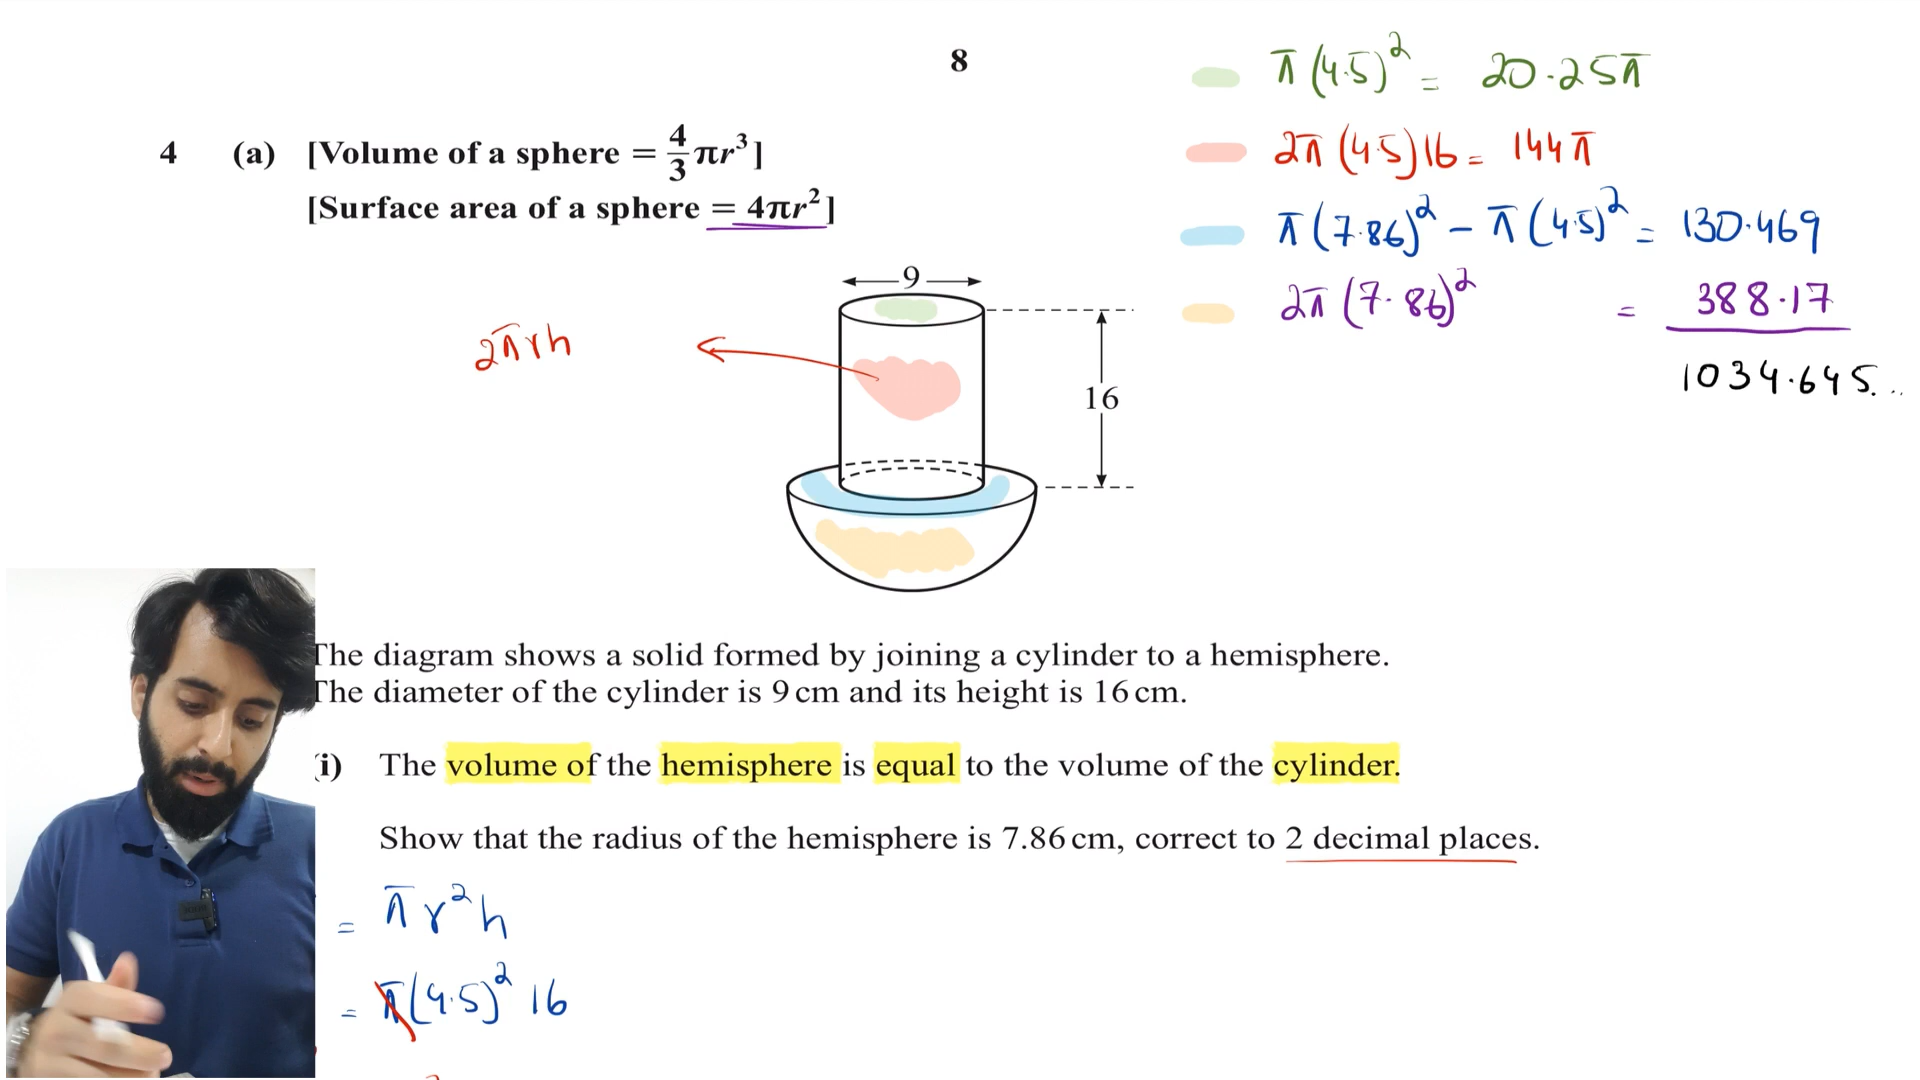 8
4 (a) [Volume of a sphere = 4/3 πr³]
[Surface area of a sphere = 4πr²]
π(4.5)² = 20.25π
2π(4.5)16 = 144π
π(7.86)² − π(4.5)² = 130.469
2π(7.86)² = 388.17
1034.645...
9
2πrh
16
The diagram shows a solid formed by joining a cylinder to a hemisphere.
The diameter of the cylinder is 9 cm and its height is 16 cm.
(i) The volume of the hemisphere is equal to the volume of the cylinder.
Show that the radius of the hemisphere is 7.86 cm, correct to 2 decimal places.
= πr²h
= π(4.5)² 16